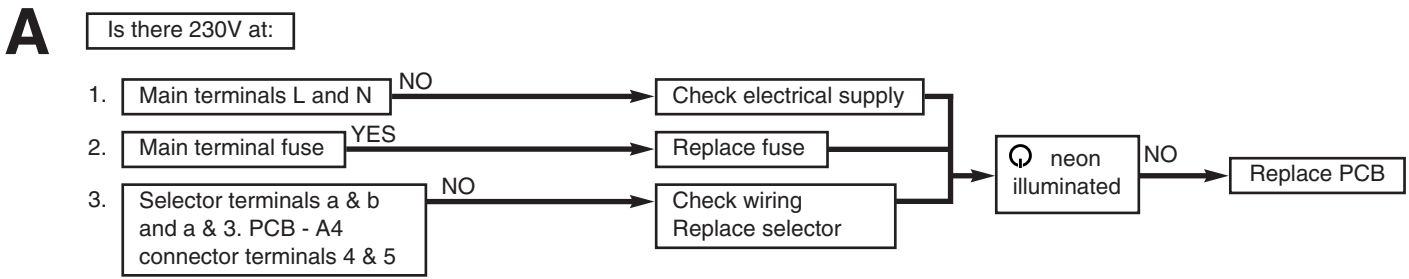 A
Is there 230V at:
1. Main terminals L and N
NO
Check electrical supply
2. Main terminal fuse
YES
Replace fuse
3. Selector terminals a & b
and a & 3. PCB - A4
connector terminals 4 & 5
NO
Check wiring
Replace selector
neon
illuminated
NO
Replace PCB